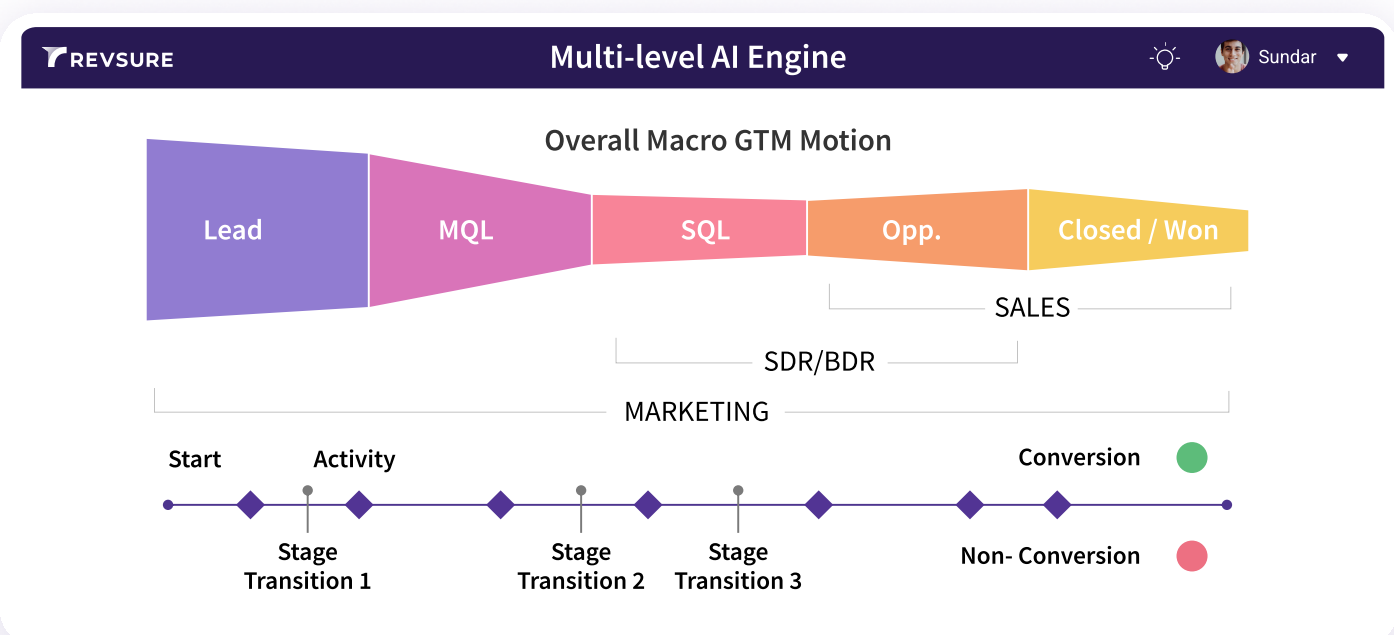 REVSURE
Multi-level AI Engine
Sundar
Overall Macro GTM Motion
Lead
MQL
SQL
Opp.
Closed / Won
SALES
SDR/BDR
MARKETING
Start
Activity
Conversion
Stage
Transition 1
Stage
Transition 2
Stage
Transition 3
Non- Conversion